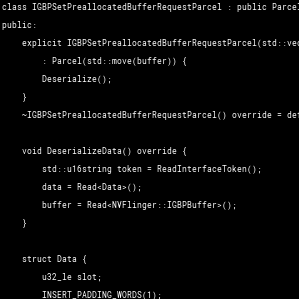 class IGBPSetPreallocatedBufferRequestParcel : public Parcel
public:
explicit IGBPSetPreallocatedBufferRequestParcel(std::vec
: Parcel(std::move(buffer)) {
Deserialize();
}
~IGBPSetPreallocatedBufferRequestParcel() override = def
void DeserializeData() override {
std::u16string token = ReadInterfaceToken();
data = Read<Data>();
buffer = Read<NVFlinger::IGBPBuffer>();
}
struct Data {
u32_le slot;
INSERT_PADDING_WORDS(1);